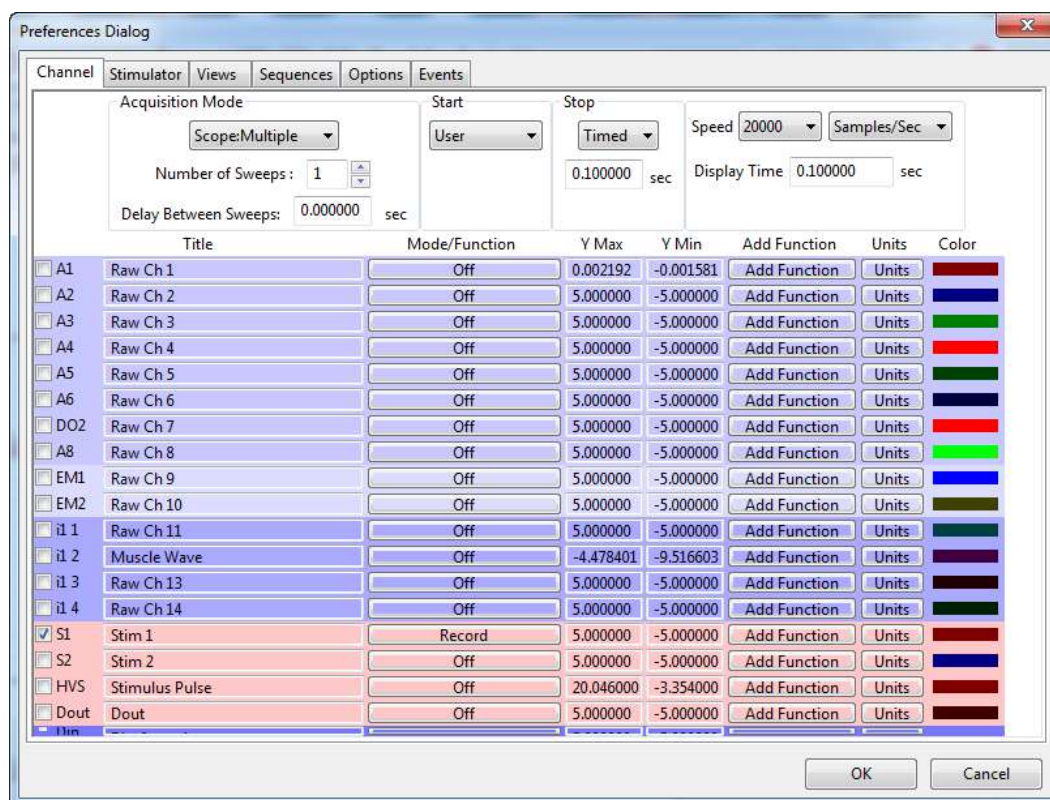 Preferences Dialog
x
Channel Stimulator Views Sequences Options Events
Acquisition Mode Start Stop
Scope:Multiple User Timed Speed 20000 Samples/Sec
Number of Sweeps : 1 0.100000 sec Display Time 0.100000 sec
Delay Between Sweeps: 0.000000 sec
Title Mode/Function Y Max Y Min Add Function Units Color
A1 Raw Ch 1 Off 0.002192 -0.001581 Add Function Units
A2 Raw Ch 2 Off 5.000000 -5.000000 Add Function Units
A3 Raw Ch 3 Off 5.000000 -5.000000 Add Function Units
A4 Raw Ch 4 Off 5.000000 -5.000000 Add Function Units
A5 Raw Ch 5 Off 5.000000 -5.000000 Add Function Units
A6 Raw Ch 6 Off 5.000000 -5.000000 Add Function Units
DO2 Raw Ch 7 Off 5.000000 -5.000000 Add Function Units
A8 Raw Ch 8 Off 5.000000 -5.000000 Add Function Units
EM1 Raw Ch 9 Off 5.000000 -5.000000 Add Function Units
EM2 Raw Ch 10 Off 5.000000 -5.000000 Add Function Units
i1 1 Raw Ch 11 Off 5.000000 -5.000000 Add Function Units
i1 2 Muscle Wave Off -4.478401 -9.516603 Add Function Units
i1 3 Raw Ch 13 Off 5.000000 -5.000000 Add Function Units
i1 4 Raw Ch 14 Off 5.000000 -5.000000 Add Function Units
S1 Stim 1 Record 5.000000 -5.000000 Add Function Units
S2 Stim 2 Off 5.000000 -5.000000 Add Function Units
HVS Stimulus Pulse Off 20.046000 -3.354000 Add Function Units
Dout Dout Off 5.000000 -5.000000 Add Function Units
Din
OK Cancel